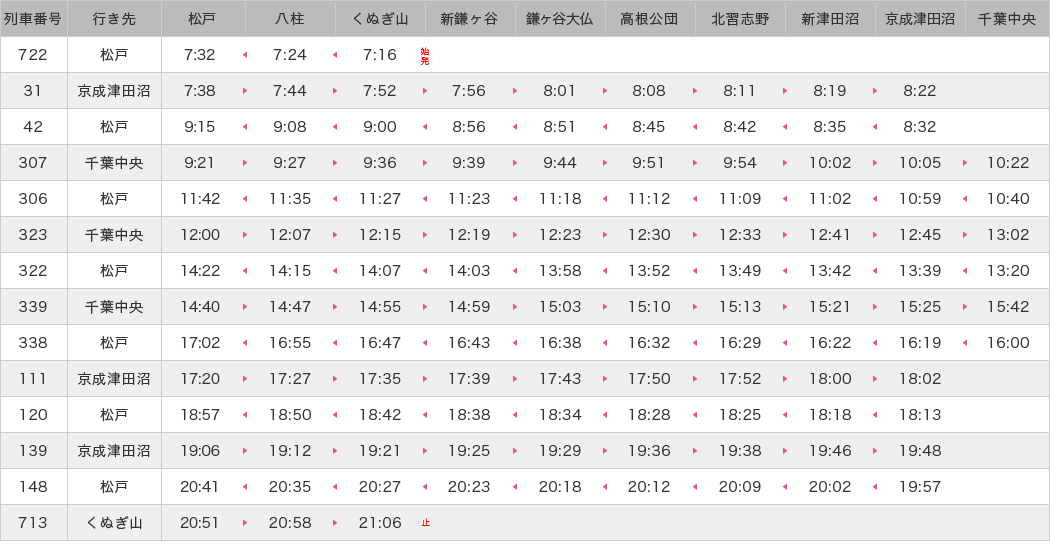 列車番号 行き先 松戸 八柱 くぬぎ山 新鎌ヶ谷 鎌ヶ谷大仏 高根公団 北習志野 新津田沼 京成津田沼 千葉中央
722 松戸 7:32 7:24 7:16 始発
31 京成津田沼 7:38 7:44 7:52 7:56 8:01 8:08 8:11 8:19 8:22
42 松戸 9:15 9:08 9:00 8:56 8:51 8:45 8:42 8:35 8:32
307 千葉中央 9:21 9:27 9:36 9:39 9:44 9:51 9:54 10:02 10:05 10:22
306 松戸 11:42 11:35 11:27 11:23 11:18 11:12 11:09 11:02 10:59 10:40
323 千葉中央 12:00 12:07 12:15 12:19 12:23 12:30 12:33 12:41 12:45 13:02
322 松戸 14:22 14:15 14:07 14:03 13:58 13:52 13:49 13:42 13:39 13:20
339 千葉中央 14:40 14:47 14:55 14:59 15:03 15:10 15:13 15:21 15:25 15:42
338 松戸 17:02 16:55 16:47 16:43 16:38 16:32 16:29 16:22 16:19 16:00
111 京成津田沼 17:20 17:27 17:35 17:39 17:43 17:50 17:52 18:00 18:02
120 松戸 18:57 18:50 18:42 18:38 18:34 18:28 18:25 18:18 18:13
139 京成津田沼 19:06 19:12 19:21 19:25 19:29 19:36 19:38 19:46 19:48
148 松戸 20:41 20:35 20:27 20:23 20:18 20:12 20:09 20:02 19:57
713 くぬぎ山 20:51 20:58 21:06 止